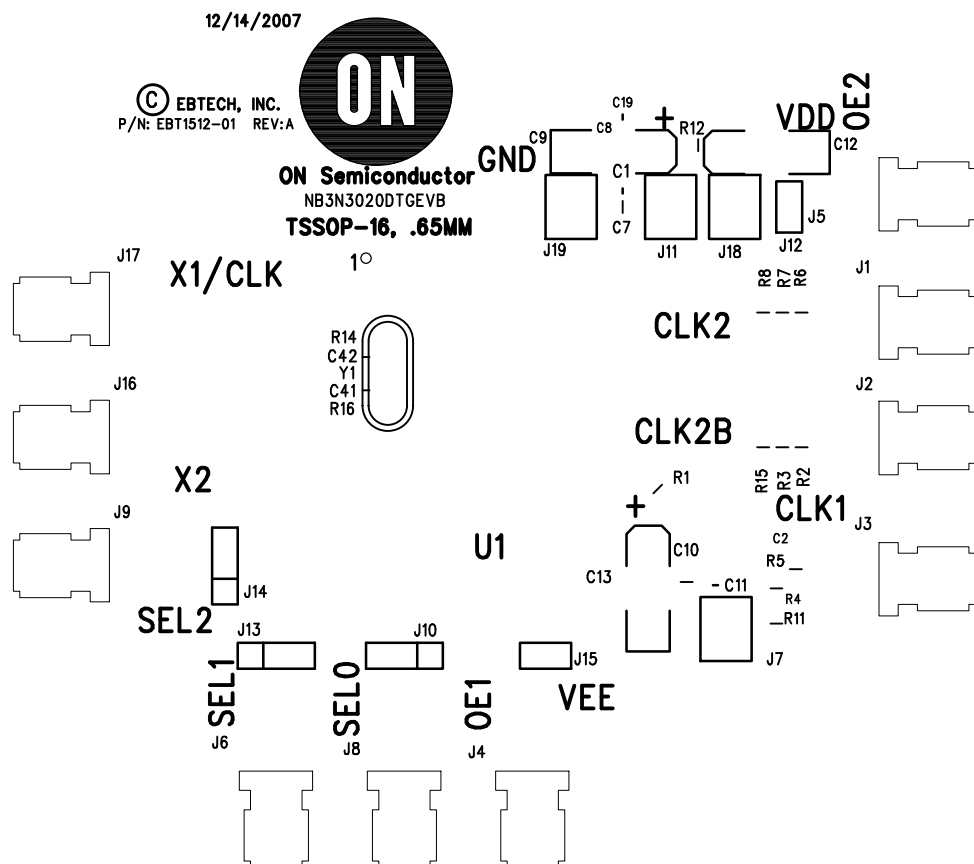 12/14/2007
ON
© EBTECH, INC.
P/N: EBT1512-01 REV:A
ON Semiconductor
NB3N3020DTGEVB
TSSOP-16, .65MM
GND
C9
C8
C19
+
R12
VDD
OE2
C12
C1
C7
J5
J19
J11
J18
J12
J17
X1/CLK
1
R8
R7
R6
J1
CLK2
R14
C42
Y1
C41
R16
J16
J2
CLK2B
X2
R1
R15
R3
R2
+
CLK1
J9
J3
U1
C10
C2
C13
R5
C11
R4
J14
SEL2
R11
J13
J10
J15
J7
SEL1
SEL0
OE1
VEE
J6
J8
J4